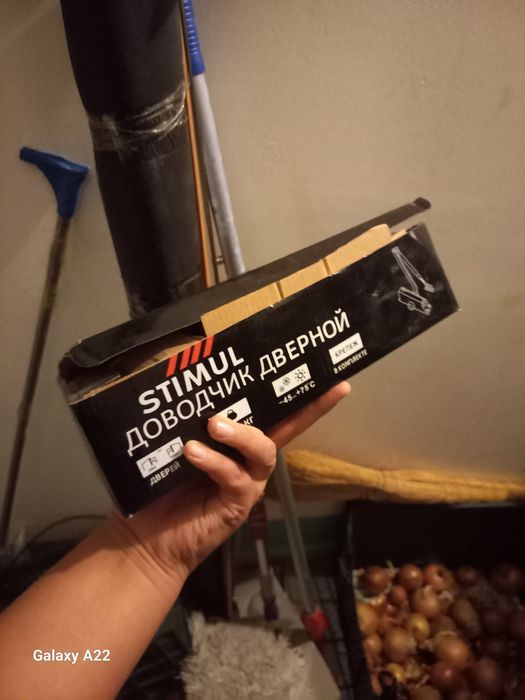 STIMUL
ДОВОДЧИК ДВЕРНОЙ
ДВЕРЕЙ
КГ
-45...+75°C
КРЕПЕЖ
В КОМПЛЕКТЕ
Galaxy A22